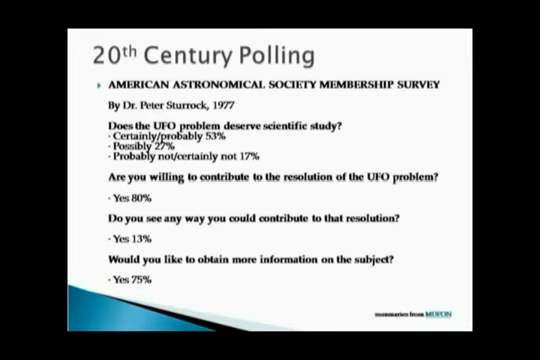 20th Century Polling
AMERICAN ASTRONOMICAL SOCIETY MEMBERSHIP SURVEY
By Dr. Peter Sturrock, 1977
Does the UFO problem deserve scientific study?
· Certainly/probably 53%
· Possibly 27%
· Probably not/certainly not 17%
Are you willing to contribute to the resolution of the UFO problem?
· Yes 80%
Do you see any way you could contribute to that resolution?
· Yes 13%
Would you like to obtain more information on the subject?
· Yes 75%
summaries from MUFON